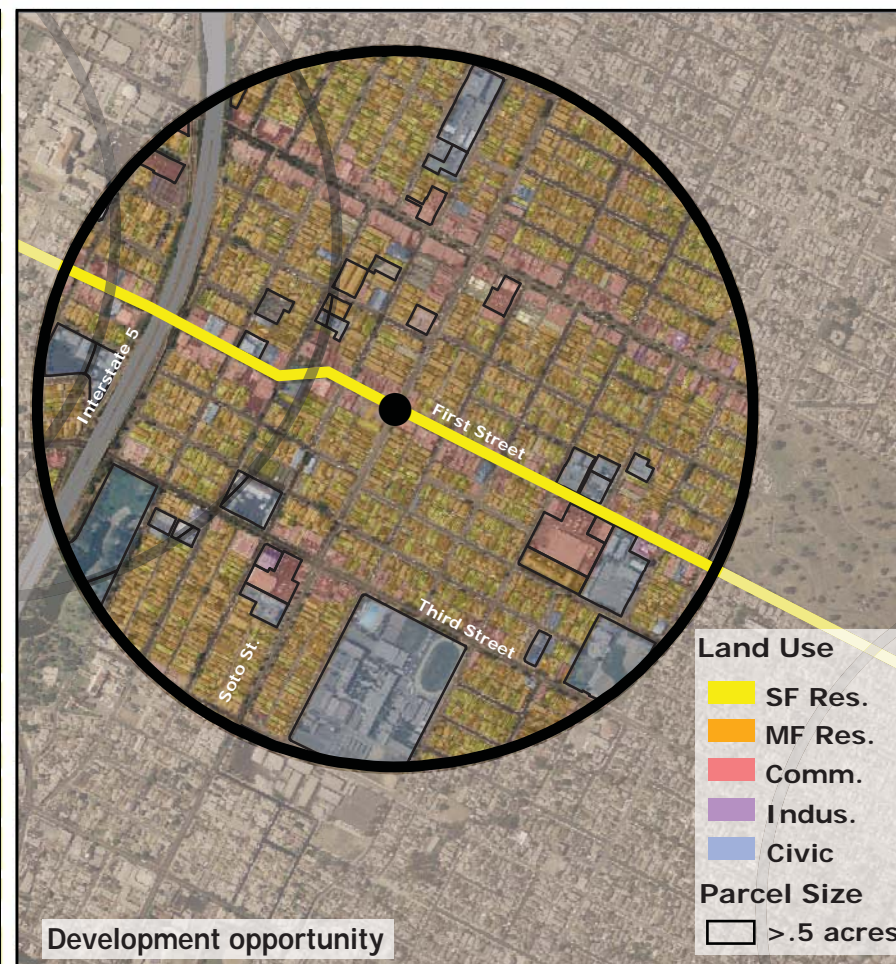 Interstate 5
First Street
Third Street
Soto St.
Land Use
SF Res.
MF Res.
Comm.
Indus.
Civic
Parcel Size
>.5 acres
Development opportunity